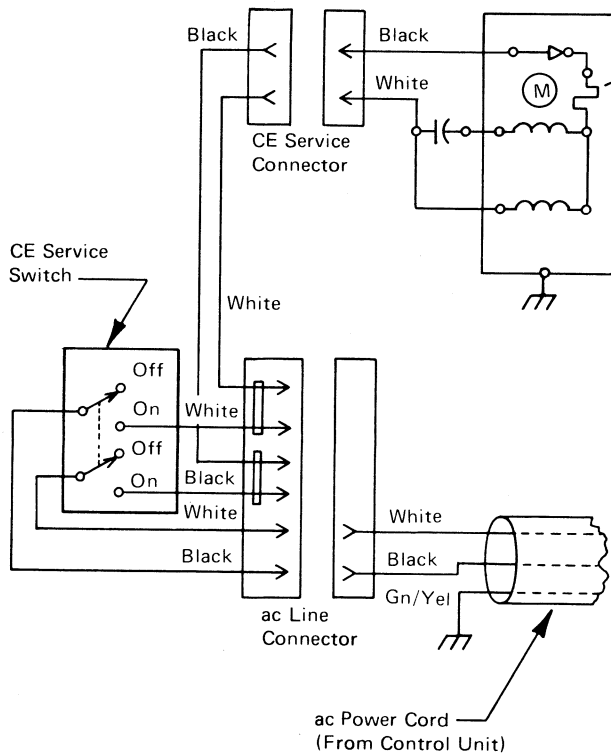 Black
Black
White
M
CE Service
Connector
CE Service
Switch
White
Off
On
White
Off
On
Black
White
Black
White
Black
Gn/Yel
ac Line
Connector
ac Power Cord
(From Control Unit)